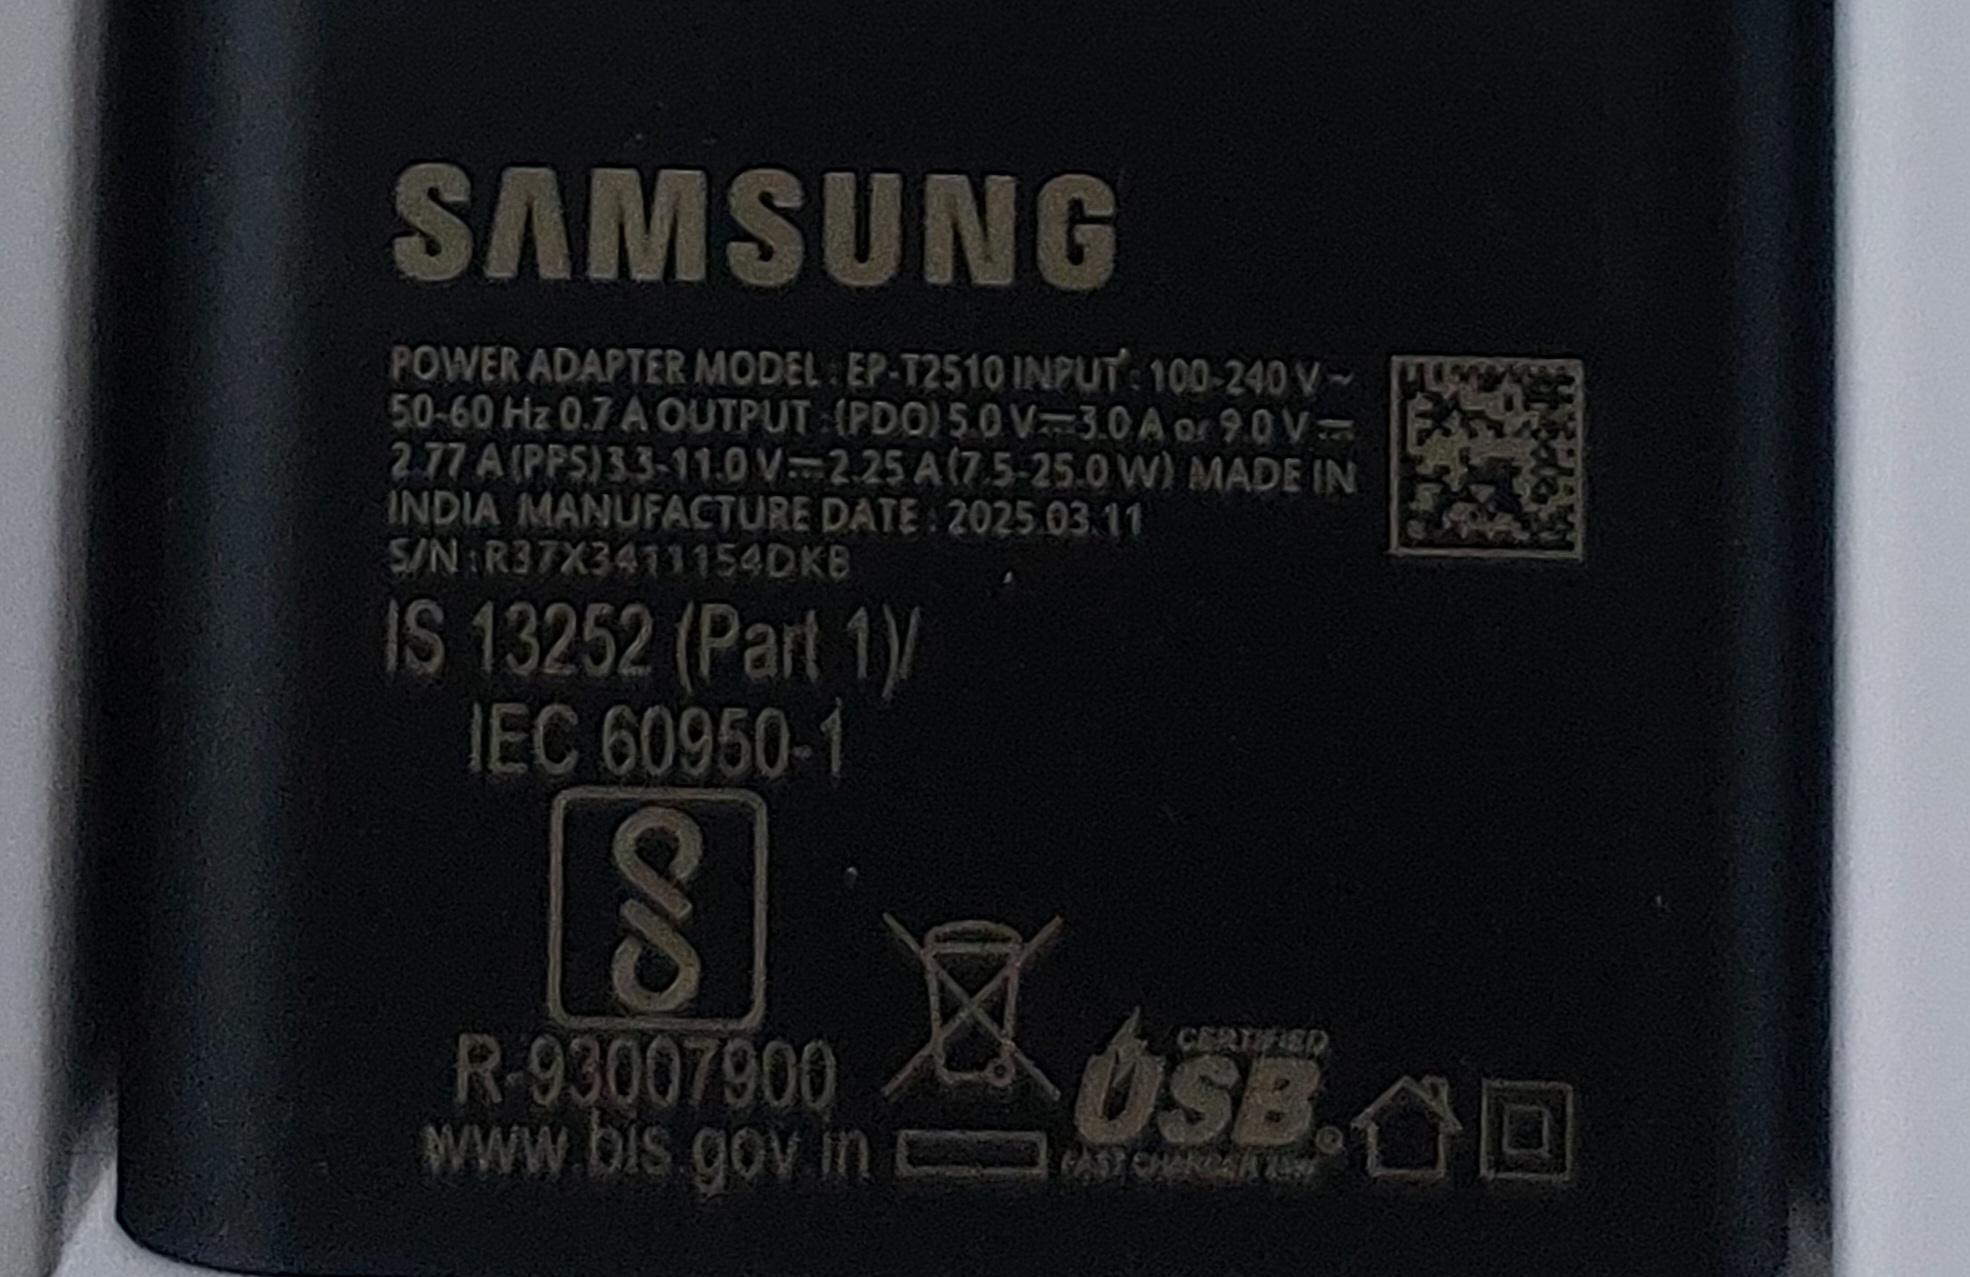 SAMSUNG
POWER ADAPTER MODEL : EP-T2510 INPUT : 100-240 V ~
50-60 Hz 0.7 A OUTPUT : (PDO) 5.0 V⎓3.0 A or 9.0 V⎓
2.77 A (PPS) 3.3-11.0 V⎓2.25 A (7.5-25.0 W) MADE IN
INDIA MANUFACTURE DATE : 2025.03.11
S/N : R37X3411154DKB
IS 13252 (Part 1)/
IEC 60950-1
R-93007900
www.bis.gov.in
CERTIFIED
USB®
FAST CHARGER